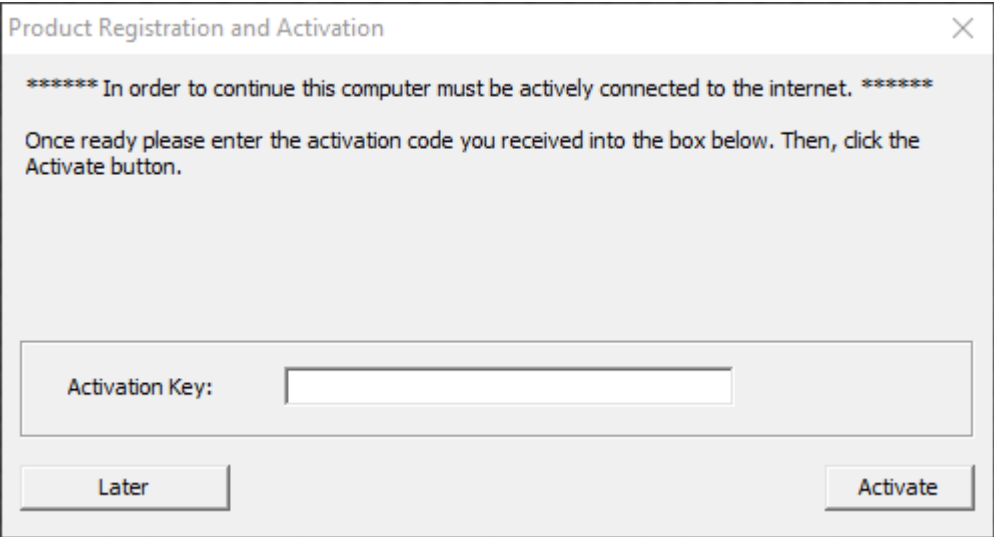 Product Registration and Activation
****** In order to continue this computer must be actively connected to the internet. ******
Once ready please enter the activation code you received into the box below. Then, click the
Activate button.
Activation Key:
Later
Activate